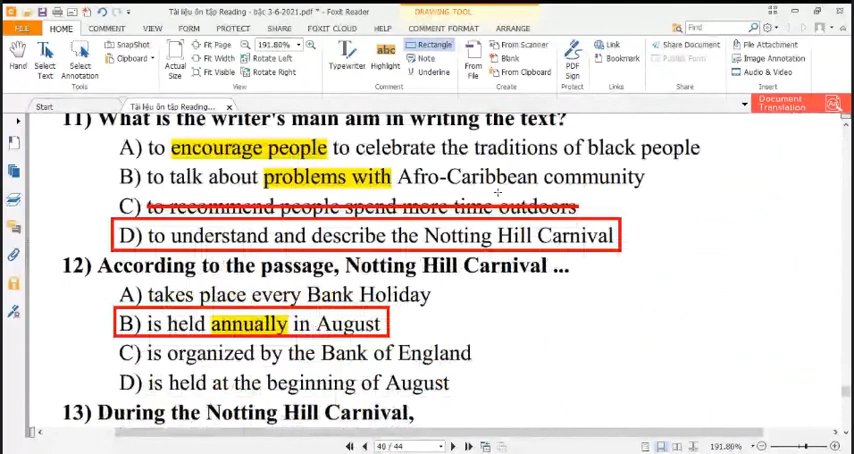 Tài liệu ôn tập Reading - bậc 3-6-2021.pdf * - Foxit Reader
DRAWING TOOL
FILE HOME COMMENT VIEW FORM PROTECT SHARE FOXIT CLOUD HELP COMMENT FORMAT ARRANGE
Find
Hand
Select Text
Select Annotation
SnapShot
Clipboard
Tools
Actual Size
Fit Page
Fit Width
Fit Visible
191.80%
Rotate Left
Rotate Right
View
Typewriter
Highlight
Rectangle
Note
Underline
Comment
From File
From Scanner
Blank
From Clipboard
Create
PDF Sign
Protect
Link
Bookmark
Links
Share Document
Publish Form
Share
File Attachment
Image Annotation
Audio & Video
Insert
Start
Tài liệu ôn tập Reading...
Document Translation
11) What is the writer's main aim in writing the text?
A) to encourage people to celebrate the traditions of black people
B) to talk about problems with Afro-Caribbean community
C) to recommend people spend more time outdoors
D) to understand and describe the Notting Hill Carnival
12) According to the passage, Notting Hill Carnival ...
A) takes place every Bank Holiday
B) is held annually in August
C) is organized by the Bank of England
D) is held at the beginning of August
13) During the Notting Hill Carnival,
40 / 44
191.80%